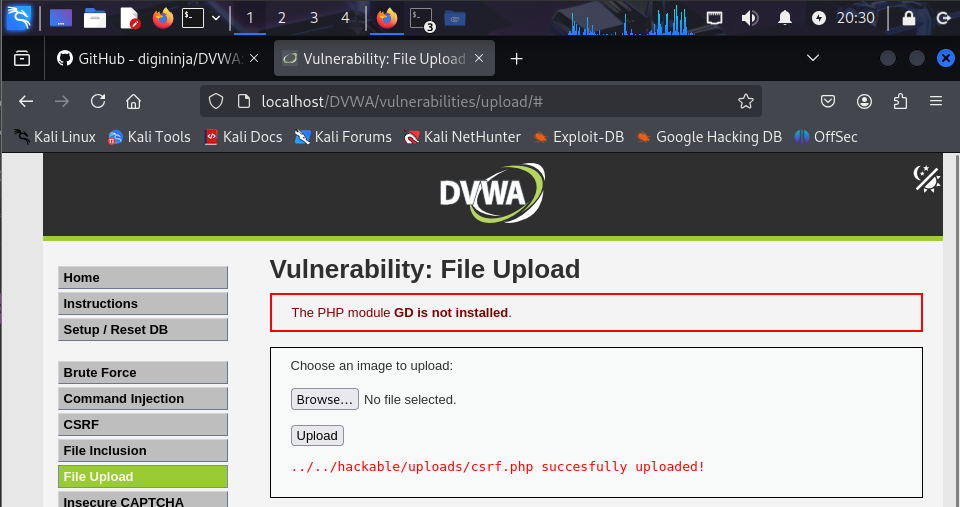 1 2 3 4 3 20:30
GitHub - digininja/DVWA: Vulnerability: File Upload
localhost/DVWA/vulnerabilities/upload/#
Kali Linux Kali Tools Kali Docs Kali Forums Kali NetHunter Exploit-DB Google Hacking DB OffSec
DVWA
Vulnerability: File Upload
Home
Instructions
Setup / Reset DB
Brute Force
Command Injection
CSRF
File Inclusion
File Upload
Insecure CAPTCHA
The PHP module GD is not installed.
Choose an image to upload:
Browse... No file selected.
Upload
../../hackable/uploads/csrf.php succesfully uploaded!